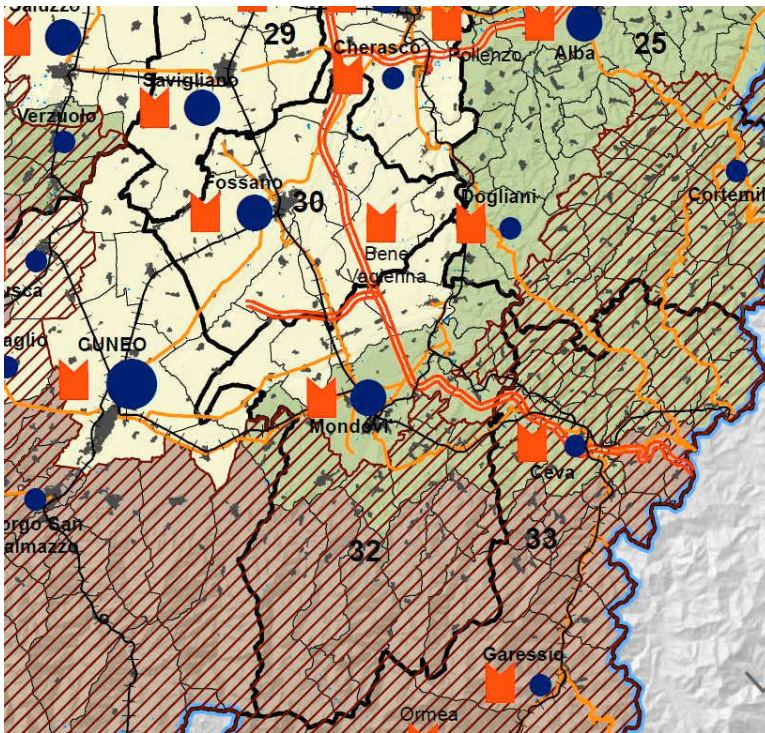 29
25
Cherasco
Pollenzo
Alba
Savigliano
Verzuolo
Fossano
30
Dogliani
Cortemil
Bene
Vagienna
CUNEO
Mondovì
Ceva
32
33
Garessio
Ormea